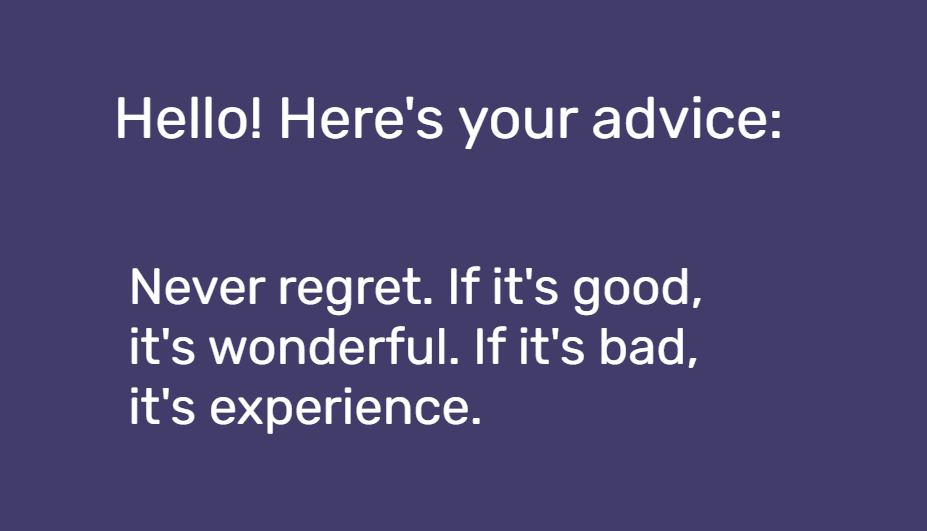 Hello! Here's your advice:
Never regret. If it's good,
it's wonderful. If it's bad,
it's experience.